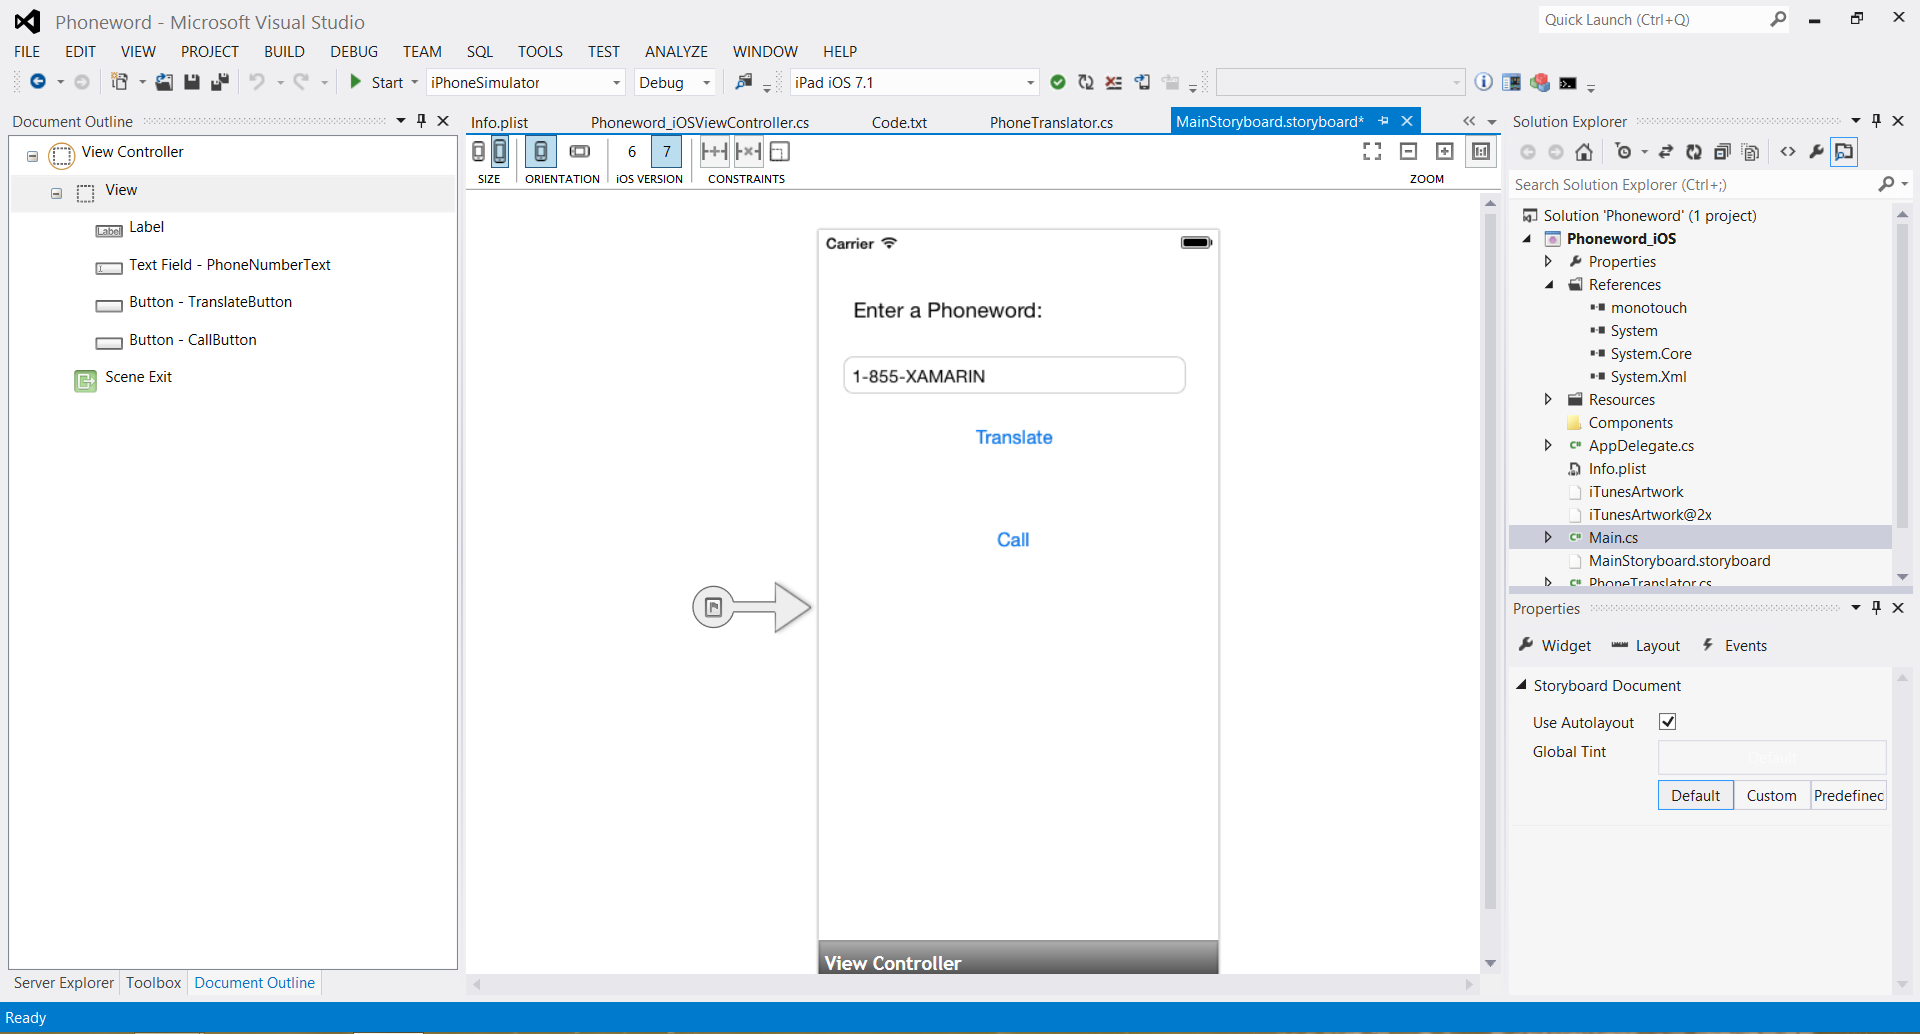 Phoneword - Microsoft Visual Studio
Quick Launch (Ctrl+Q)
FILE EDIT VIEW PROJECT BUILD DEBUG TEAM SQL TOOLS TEST ANALYZE WINDOW HELP
Start iPhoneSimulator Debug iPad iOS 7.1
Document Outline
View Controller
View
Label
Label
Text Field - PhoneNumberText
Button - TranslateButton
Button - CallButton
Scene Exit
Server Explorer Toolbox Document Outline
Info.plist Phoneword_iOSViewController.cs Code.txt PhoneTranslator.cs MainStoryboard.storyboard*
6 7
SIZE ORIENTATION iOS VERSION CONSTRAINTS ZOOM
Carrier
Enter a Phoneword:
1-855-XAMARIN
Translate
Call
View Controller
Solution Explorer
Search Solution Explorer (Ctrl+;)
Solution 'Phoneword' (1 project)
Phoneword_iOS
Properties
References
monotouch
System
System.Core
System.Xml
Resources
Components
AppDelegate.cs
Info.plist
iTunesArtwork
iTunesArtwork@2x
Main.cs
MainStoryboard.storyboard
PhoneTranslator.cs
Properties
Widget Layout Events
Storyboard Document
Use Autolayout
Global Tint
Default
Default Custom Predefined
Ready